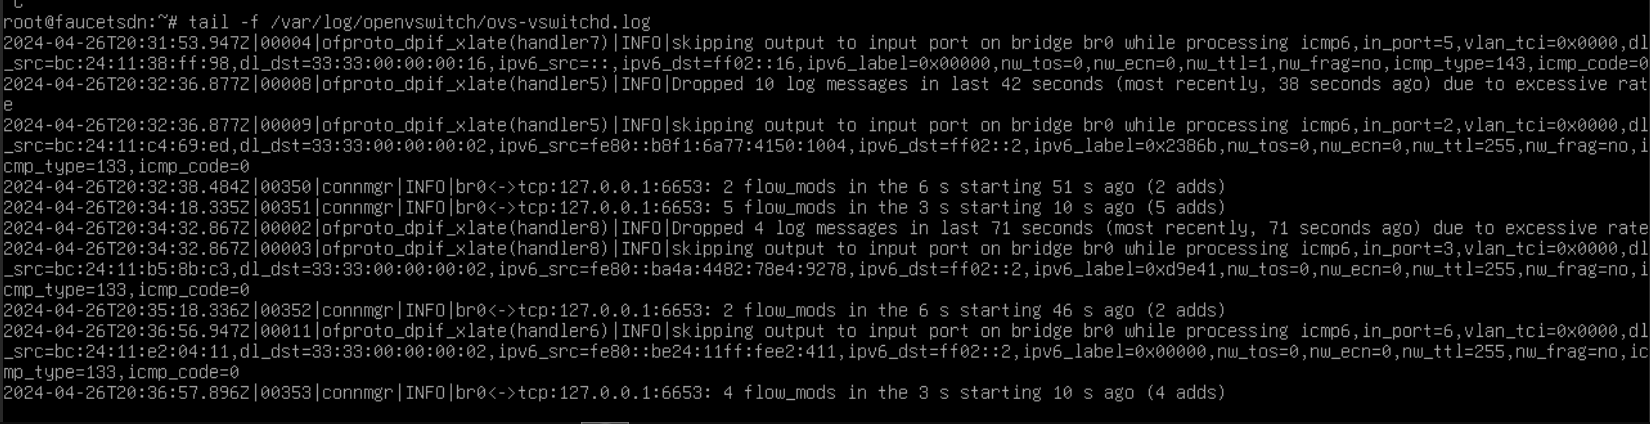 root@faucetsdn:~# tail -f /var/log/openvswitch/ovs-vswitchd.log
2024-04-26T20:31:53.947Z|00004|ofproto_dpif_xlate(handler7)|INFO|skipping output to input port on bridge br0 while processing icmp6,in_port=5,vlan_tci=0x0000,dl
_src=bc:24:11:38:ff:98,dl_dst=33:33:00:00:00:16,ipv6_src=::,ipv6_dst=ff02::16,ipv6_label=0x00000,nw_tos=0,nw_ecn=0,nw_ttl=1,nw_frag=no,icmp_type=143,icmp_code=0
2024-04-26T20:32:36.877Z|00008|ofproto_dpif_xlate(handler5)|INFO|Dropped 10 log messages in last 42 seconds (most recently, 38 seconds ago) due to excessive rat
e
2024-04-26T20:32:36.877Z|00009|ofproto_dpif_xlate(handler5)|INFO|skipping output to input port on bridge br0 while processing icmp6,in_port=2,vlan_tci=0x0000,dl
_src=bc:24:11:c4:69:ed,dl_dst=33:33:00:00:00:02,ipv6_src=fe80::b8f1:6a77:4150:1004,ipv6_dst=ff02::2,ipv6_label=0x2386b,nw_tos=0,nw_ecn=0,nw_ttl=255,nw_frag=no,i
cmp_type=133,icmp_code=0
2024-04-26T20:32:38.484Z|00350|connmgr|INFO|br0<->tcp:127.0.0.1:6653: 2 flow_mods in the 6 s starting 51 s ago (2 adds)
2024-04-26T20:34:18.335Z|00351|connmgr|INFO|br0<->tcp:127.0.0.1:6653: 5 flow_mods in the 3 s starting 10 s ago (5 adds)
2024-04-26T20:34:32.867Z|00002|ofproto_dpif_xlate(handler8)|INFO|Dropped 4 log messages in last 71 seconds (most recently, 71 seconds ago) due to excessive rate
2024-04-26T20:34:32.867Z|00003|ofproto_dpif_xlate(handler8)|INFO|skipping output to input port on bridge br0 while processing icmp6,in_port=3,vlan_tci=0x0000,dl
_src=bc:24:11:b5:8b:c3,dl_dst=33:33:00:00:00:02,ipv6_src=fe80::ba4a:4482:78e4:9278,ipv6_dst=ff02::2,ipv6_label=0xd9e41,nw_tos=0,nw_ecn=0,nw_ttl=255,nw_frag=no,i
cmp_type=133,icmp_code=0
2024-04-26T20:35:18.336Z|00352|connmgr|INFO|br0<->tcp:127.0.0.1:6653: 2 flow_mods in the 6 s starting 46 s ago (2 adds)
2024-04-26T20:36:56.947Z|00011|ofproto_dpif_xlate(handler6)|INFO|skipping output to input port on bridge br0 while processing icmp6,in_port=6,vlan_tci=0x0000,dl
_src=bc:24:11:e2:04:11,dl_dst=33:33:00:00:00:02,ipv6_src=fe80::be24:11ff:fee2:411,ipv6_dst=ff02::2,ipv6_label=0x00000,nw_tos=0,nw_ecn=0,nw_ttl=255,nw_frag=no,ic
mp_type=133,icmp_code=0
2024-04-26T20:36:57.896Z|00353|connmgr|INFO|br0<->tcp:127.0.0.1:6653: 4 flow_mods in the 3 s starting 10 s ago (4 adds)